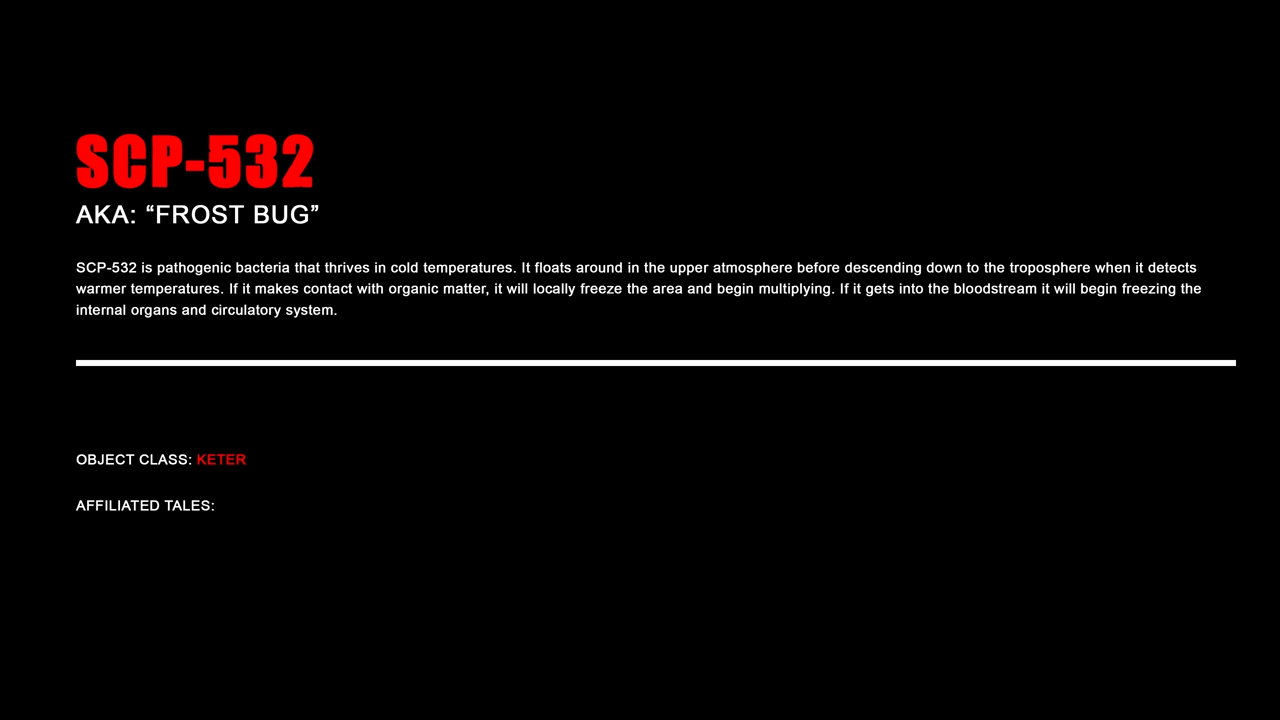 SCP-532
AKA: “FROST BUG”
SCP-532 is pathogenic bacteria that thrives in cold temperatures. It floats around in the upper atmosphere before descending down to the troposphere when it detects
warmer temperatures. If it makes contact with organic matter, it will locally freeze the area and begin multiplying. If it gets into the bloodstream it will begin freezing the
internal organs and circulatory system.
OBJECT CLASS: KETER
AFFILIATED TALES: